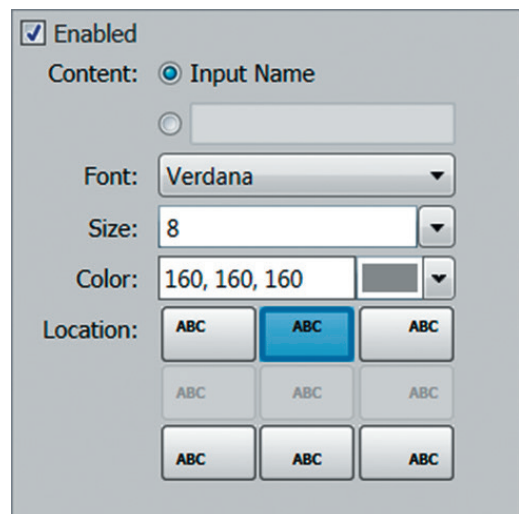 Enabled
Content: Input Name
Font: Verdana
Size: 8
Color: 160, 160, 160
Location: ABC ABC ABC
ABC ABC ABC
ABC ABC ABC